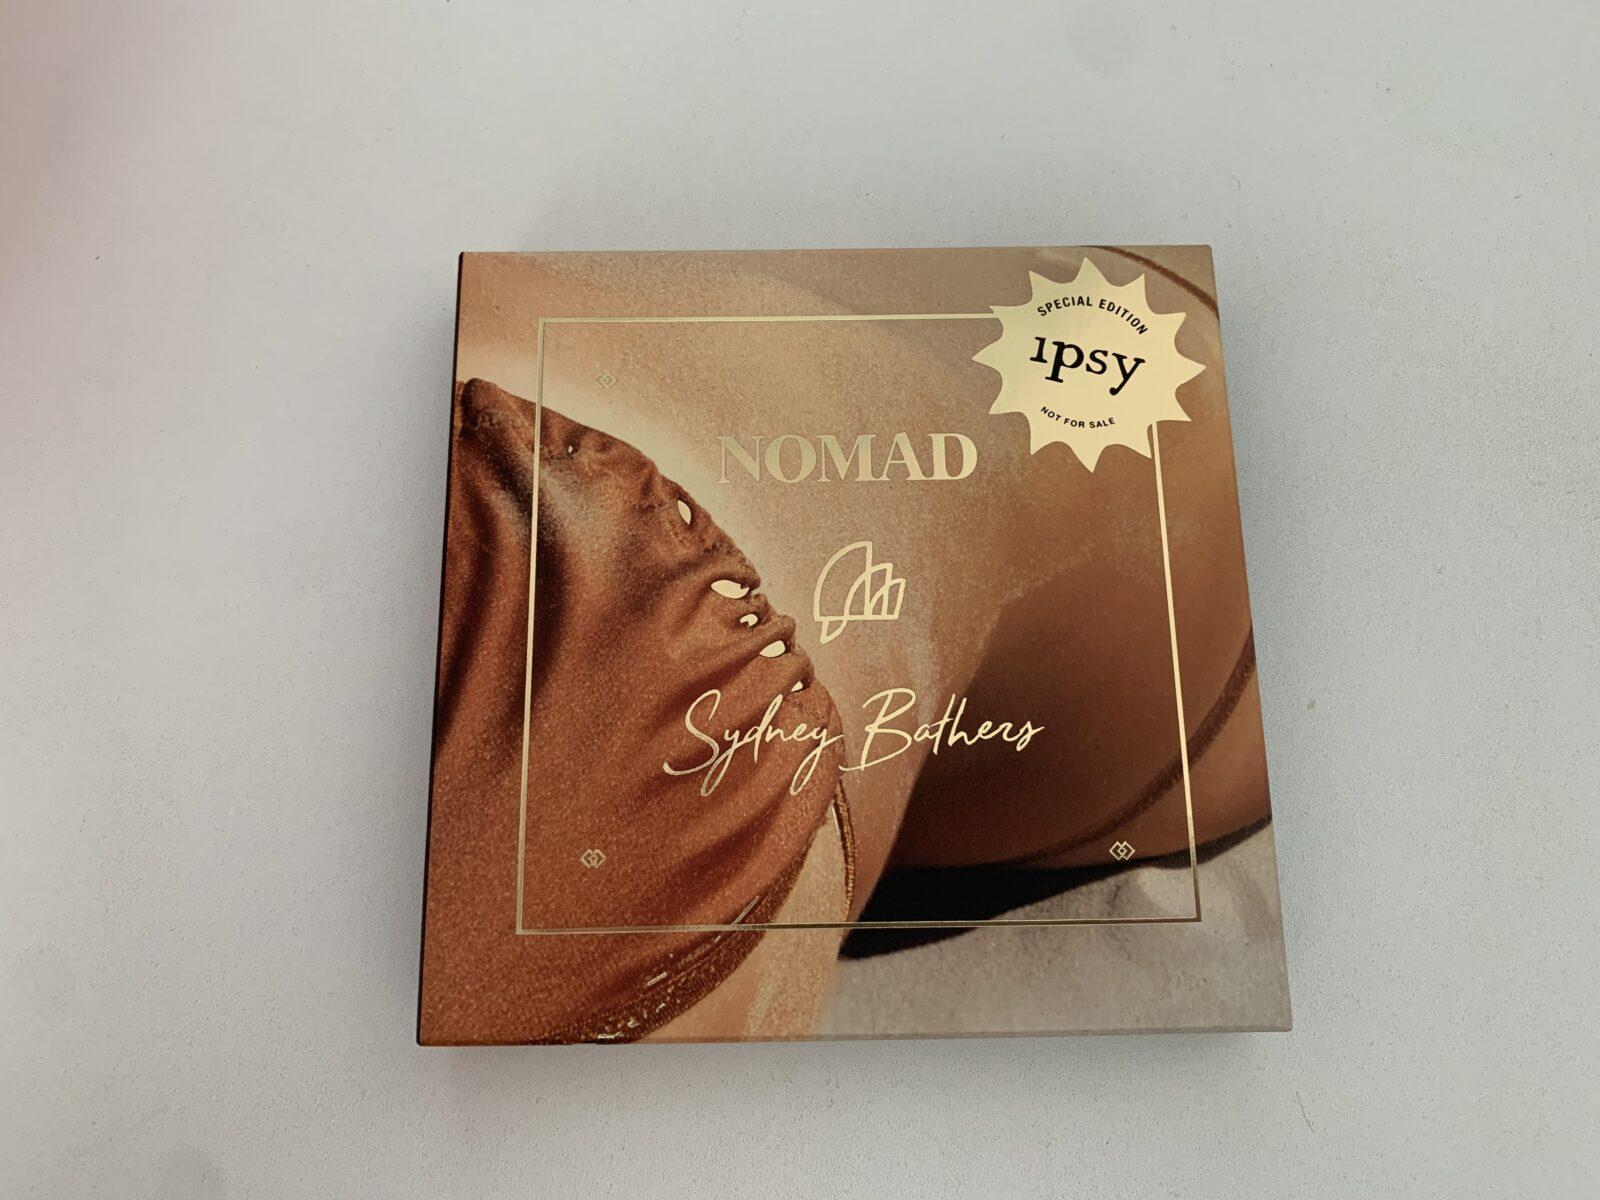 SPECIAL EDITION
ipsy
NOT FOR SALE
NOMAD
Sydney Bathers